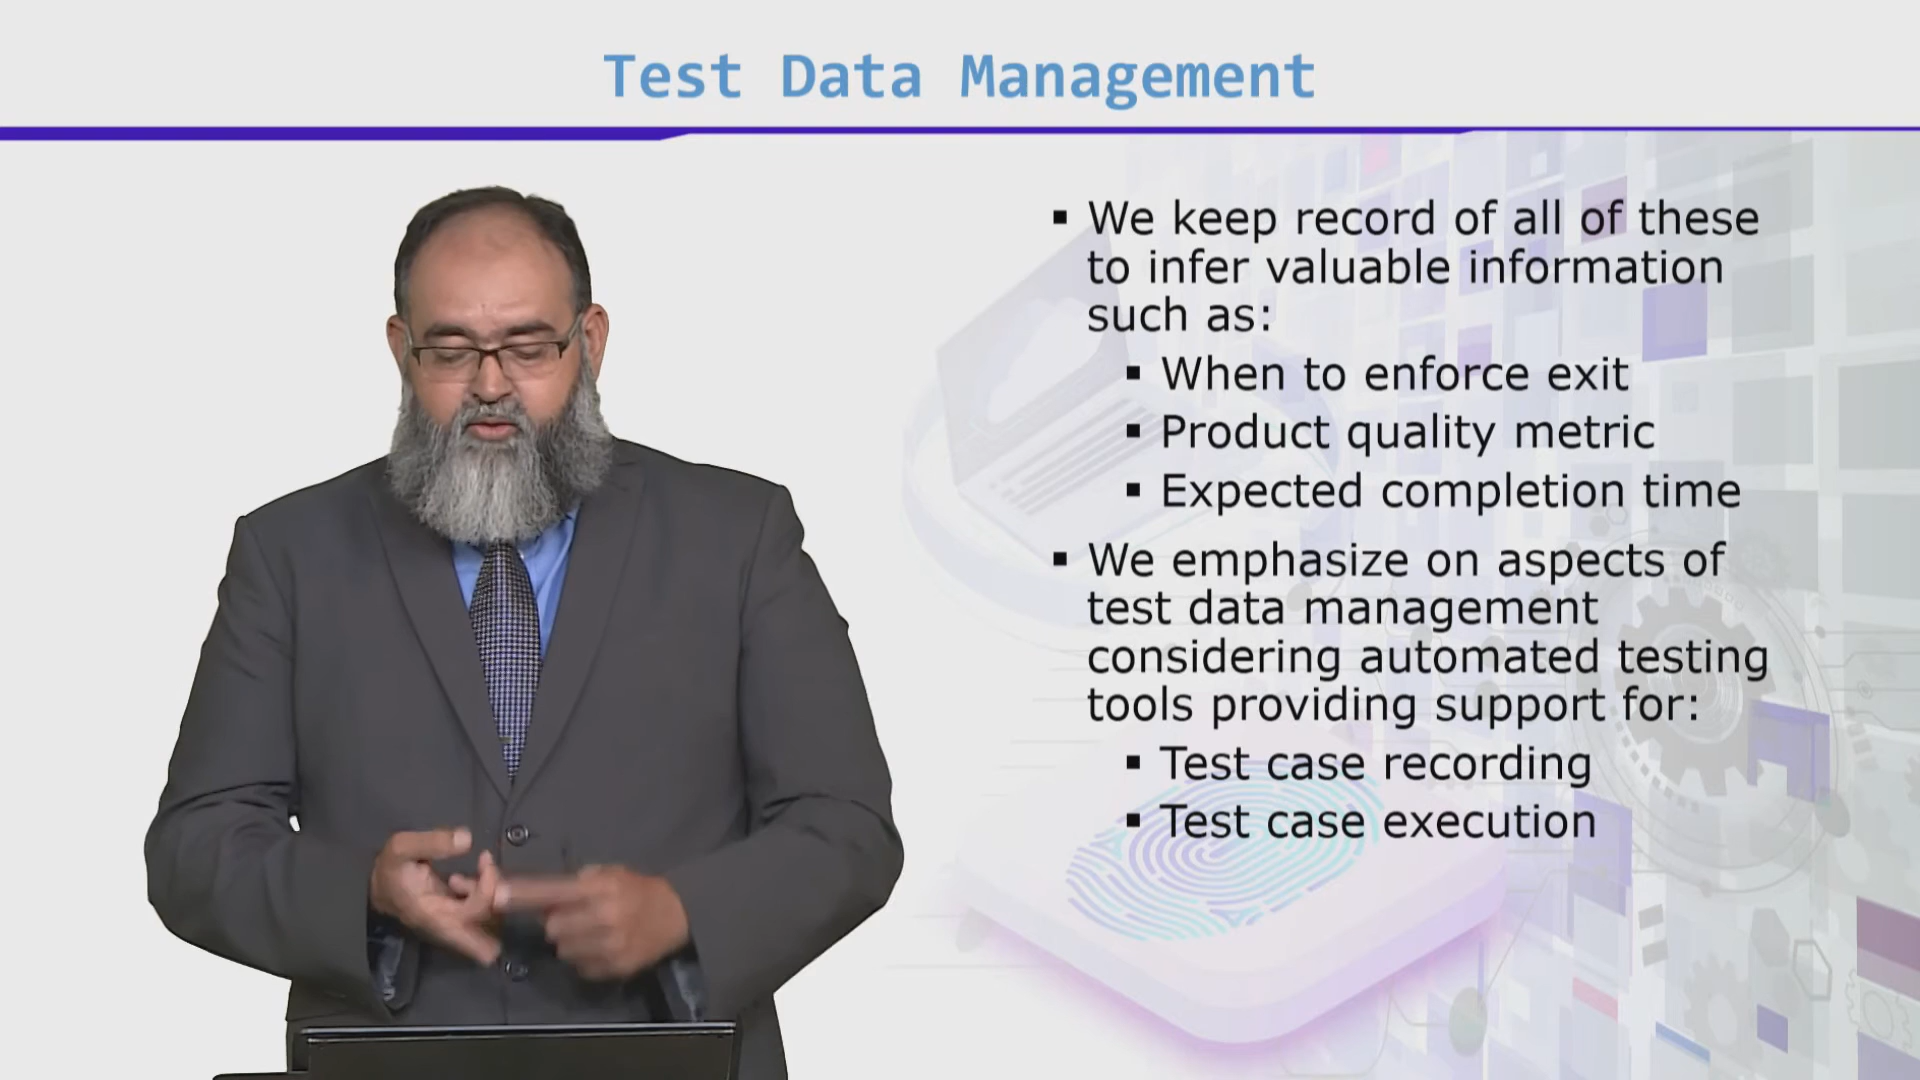 Test Data Management
▪ We keep record of all of these
to infer valuable information
such as:
▪ When to enforce exit
▪ Product quality metric
▪ Expected completion time
▪ We emphasize on aspects of
test data management
considering automated testing
tools providing support for:
▪ Test case recording
▪ Test case execution